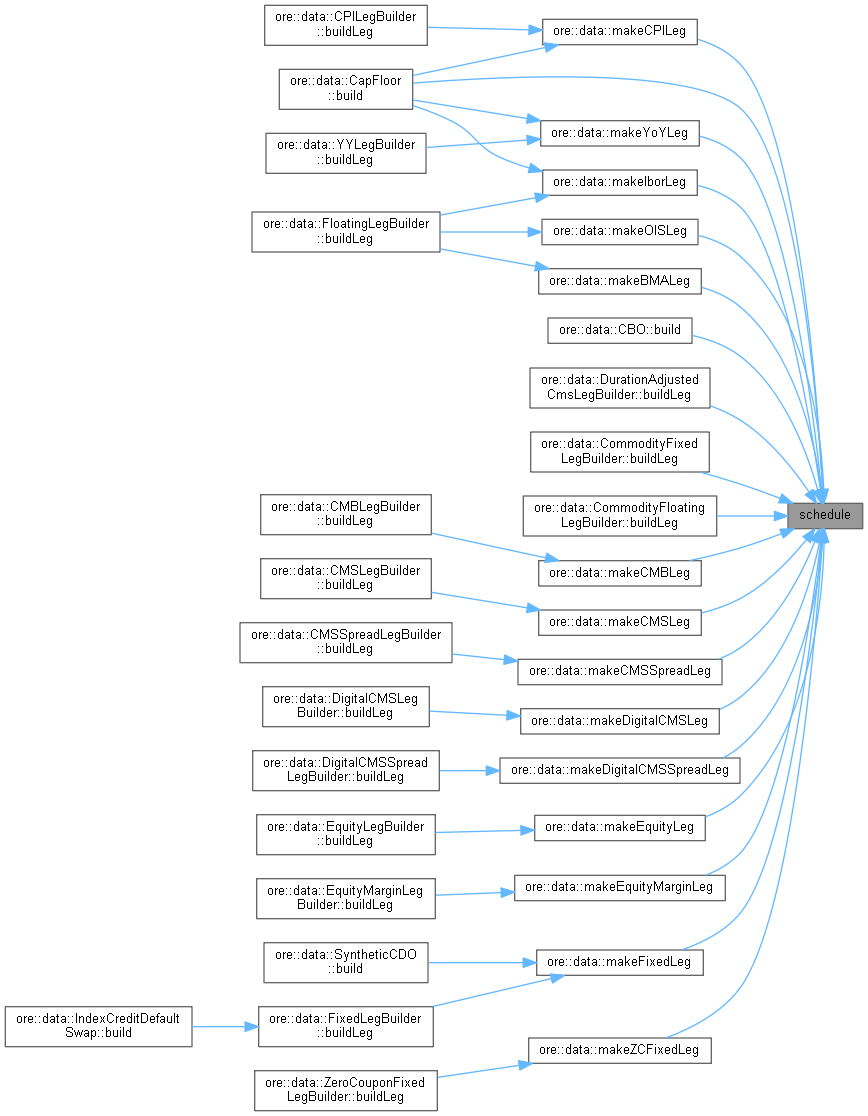 ore::data::CPILegBuilder
::buildLeg
ore::data::makeCPILeg
ore::data::CapFloor
::build
ore::data::makeYoYLeg
ore::data::YYLegBuilder
::buildLeg
ore::data::makeIborLeg
ore::data::FloatingLegBuilder
::buildLeg
ore::data::makeOISLeg
ore::data::makeBMALeg
ore::data::CBO::build
ore::data::DurationAdjusted
CmsLegBuilder::buildLeg
ore::data::CommodityFixed
LegBuilder::buildLeg
ore::data::CommodityFloating
LegBuilder::buildLeg
schedule
ore::data::CMBLegBuilder
::buildLeg
ore::data::makeCMBLeg
ore::data::CMSLegBuilder
::buildLeg
ore::data::makeCMSLeg
ore::data::CMSSpreadLegBuilder
::buildLeg
ore::data::makeCMSSpreadLeg
ore::data::DigitalCMSLeg
Builder::buildLeg
ore::data::makeDigitalCMSLeg
ore::data::DigitalCMSSpread
LegBuilder::buildLeg
ore::data::makeDigitalCMSSpreadLeg
ore::data::EquityLegBuilder
::buildLeg
ore::data::makeEquityLeg
ore::data::EquityMarginLeg
Builder::buildLeg
ore::data::makeEquityMarginLeg
ore::data::SyntheticCDO
::build
ore::data::makeFixedLeg
ore::data::IndexCreditDefault
Swap::build
ore::data::FixedLegBuilder
::buildLeg
ore::data::makeZCFixedLeg
ore::data::ZeroCouponFixed
LegBuilder::buildLeg